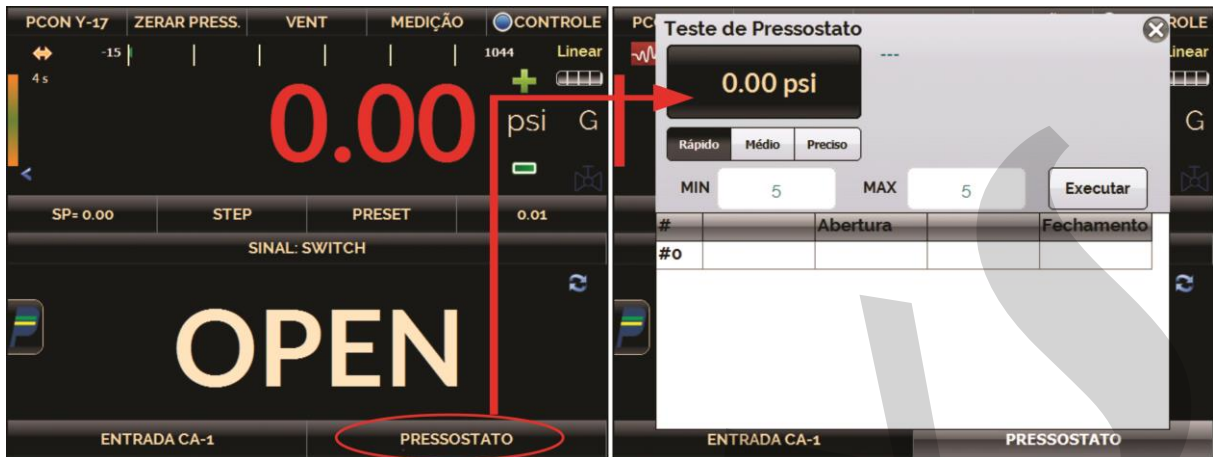 PCON Y-17 ZERAR PRESS. VENT MEDIÇÃO CONTROLE
-15 1044 Linear
4 s
0.00 psi G
SP= 0.00 STEP PRESET 0.01
SINAL: SWITCH
OPEN
ENTRADA CA-1 PRESSOSTATO
Teste de Pressostato
0.00 psi ---
Rápido Médio Preciso
MIN 5 MAX 5 Executar
# Abertura Fechamento
#0
G
ENTRADA CA-1 PRESSOSTATO